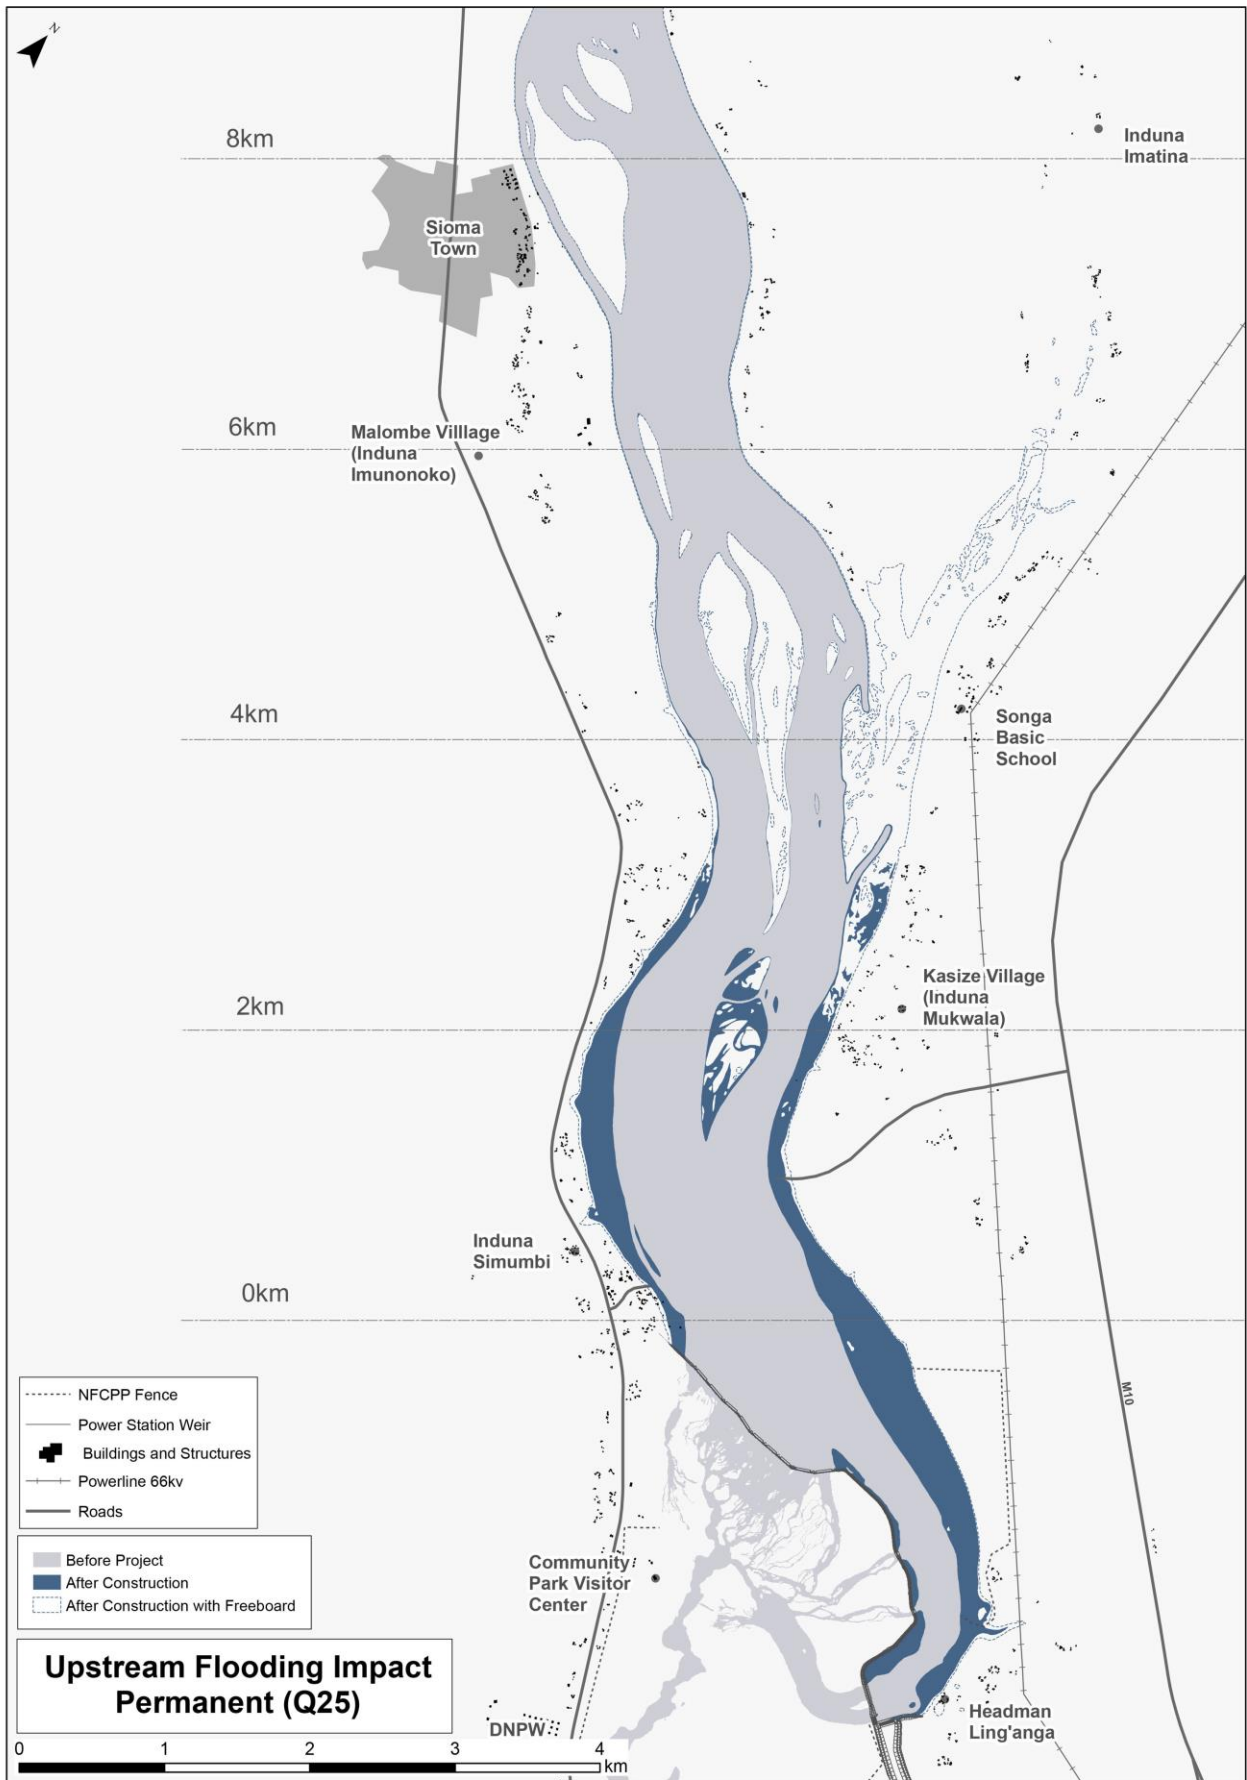 N
8km
Induna
Imatina
Sioma
Town
6km
Malombe Villlage
(Induna
Imunonoko)
4km
Songa
Basic
School
2km
Kasize Village
(Induna
Mukwala)
Induna
Simumbi
0km
M10
NFCPP Fence
Power Station Weir
Buildings and Structures
Powerline 66kv
Roads
Before Project
After Construction
After Construction with Freeboard
Community
Park Visitor
Center
Upstream Flooding Impact
Permanent (Q25)
DNPW
Headman
Ling'anga
0 1 2 3 4
km